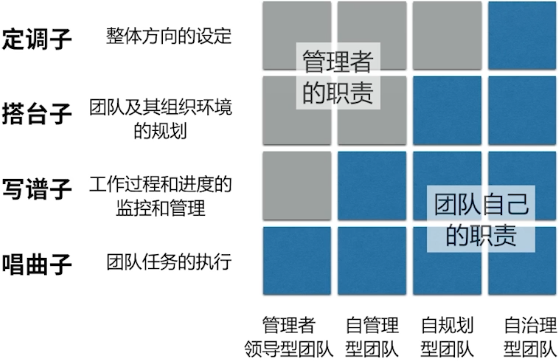 定调子
整体方向的设定
管理者
的职责
搭台子
团队及其组织环境
的规划
写谱子
工作过程和进度的
监控和管理
团队自己
的职责
唱曲子
团队任务的执行
管理者
领导型团队
自管理
型团队
自规划
型团队
自治理
型团队